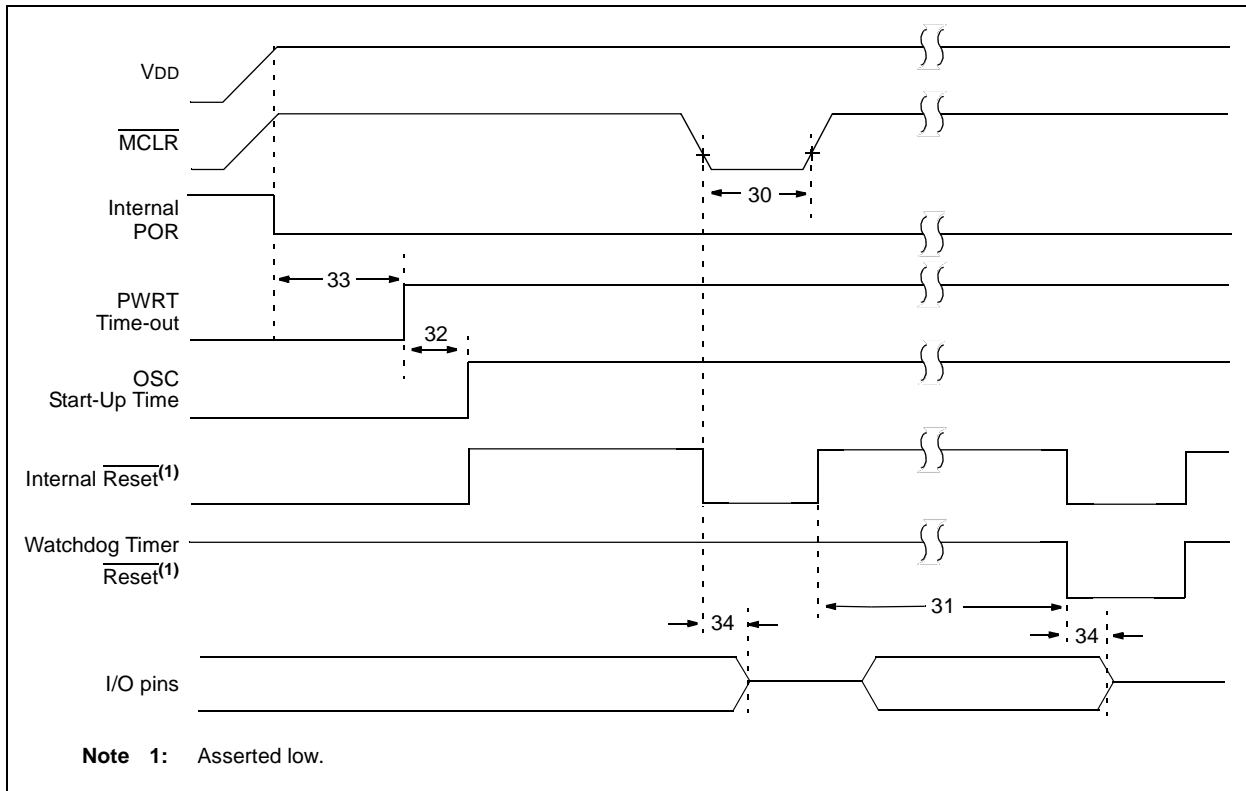 VDD
MCLR
30
Internal
POR
33
PWRT
Time-out
32
OSC
Start-Up Time
Internal Reset(1)
Watchdog Timer
Reset(1)
31
34
34
I/O pins
Note 1: Asserted low.